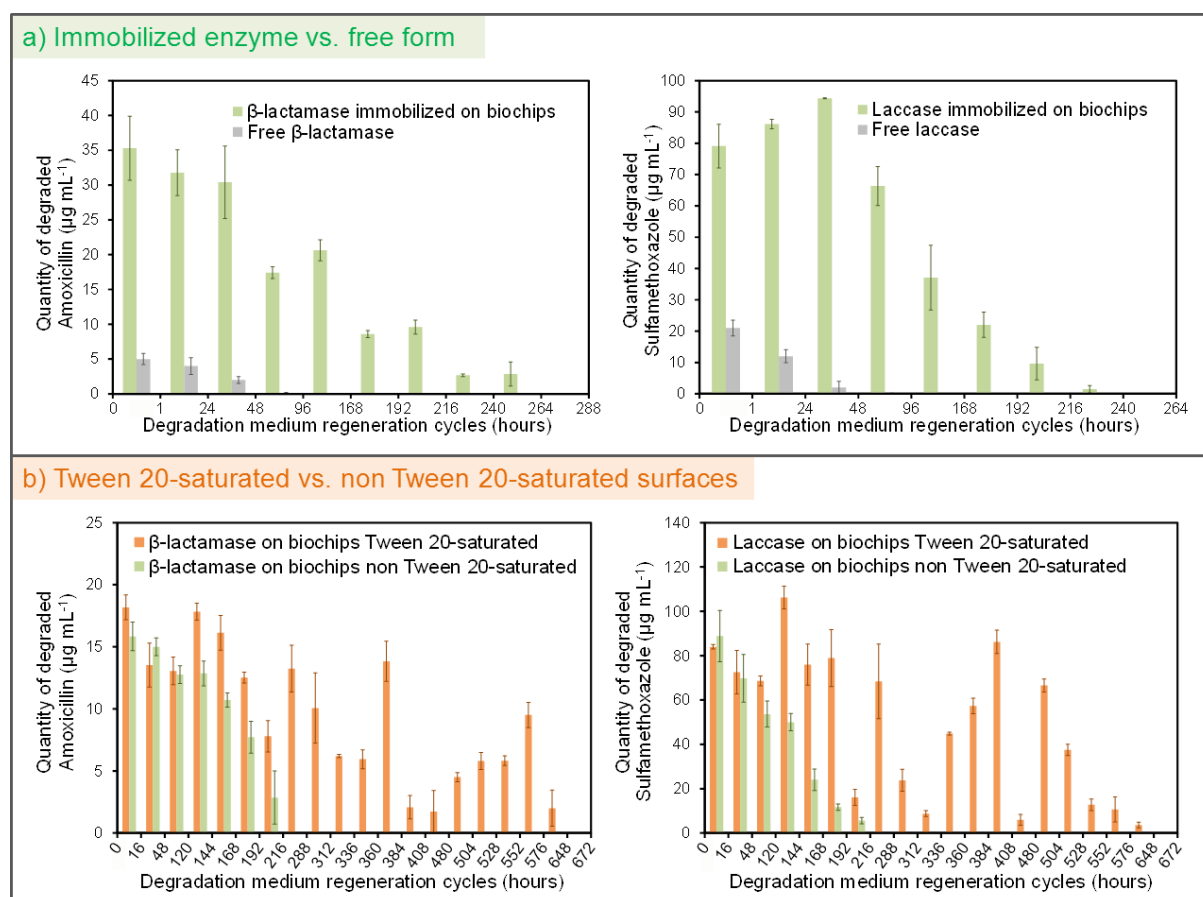 a) Immobilized enzyme vs. free form
Quantity of degraded
Amoxicillin (µg mL⁻¹)
45
40
35
30
25
20
15
10
5
0
β-lactamase immobilized on biochips
Free β-lactamase
0 1 24 48 96 168 192 216 240 264 288
Degradation medium regeneration cycles (hours)
Quantity of degraded
Sulfamethoxazole (µg mL⁻¹)
100
90
80
70
60
50
40
30
20
10
0
Laccase immobilized on biochips
Free laccase
0 1 24 48 96 168 192 216 240 264
Degradation medium regeneration cycles (hours)
b) Tween 20-saturated vs. non Tween 20-saturated surfaces
Quantity of degraded
Amoxicillin (µg mL⁻¹)
25
20
15
10
5
0
β-lactamase on biochips Tween 20-saturated
β-lactamase on biochips non Tween 20-saturated
0 16 48 120 144 168 192 216 288 312 336 360 384 408 480 504 528 552 576 648 672
Degradation medium regeneration cycles (hours)
Quantity of degraded
Sulfamethoxazole (µg mL⁻¹)
140
120
100
80
60
40
20
0
Laccase on biochips Tween 20-saturated
Laccase on biochips non Tween 20-saturated
0 16 48 120 144 168 192 216 288 312 336 360 384 408 480 504 528 552 576 648 672
Degradation medium regeneration cycles (hours)